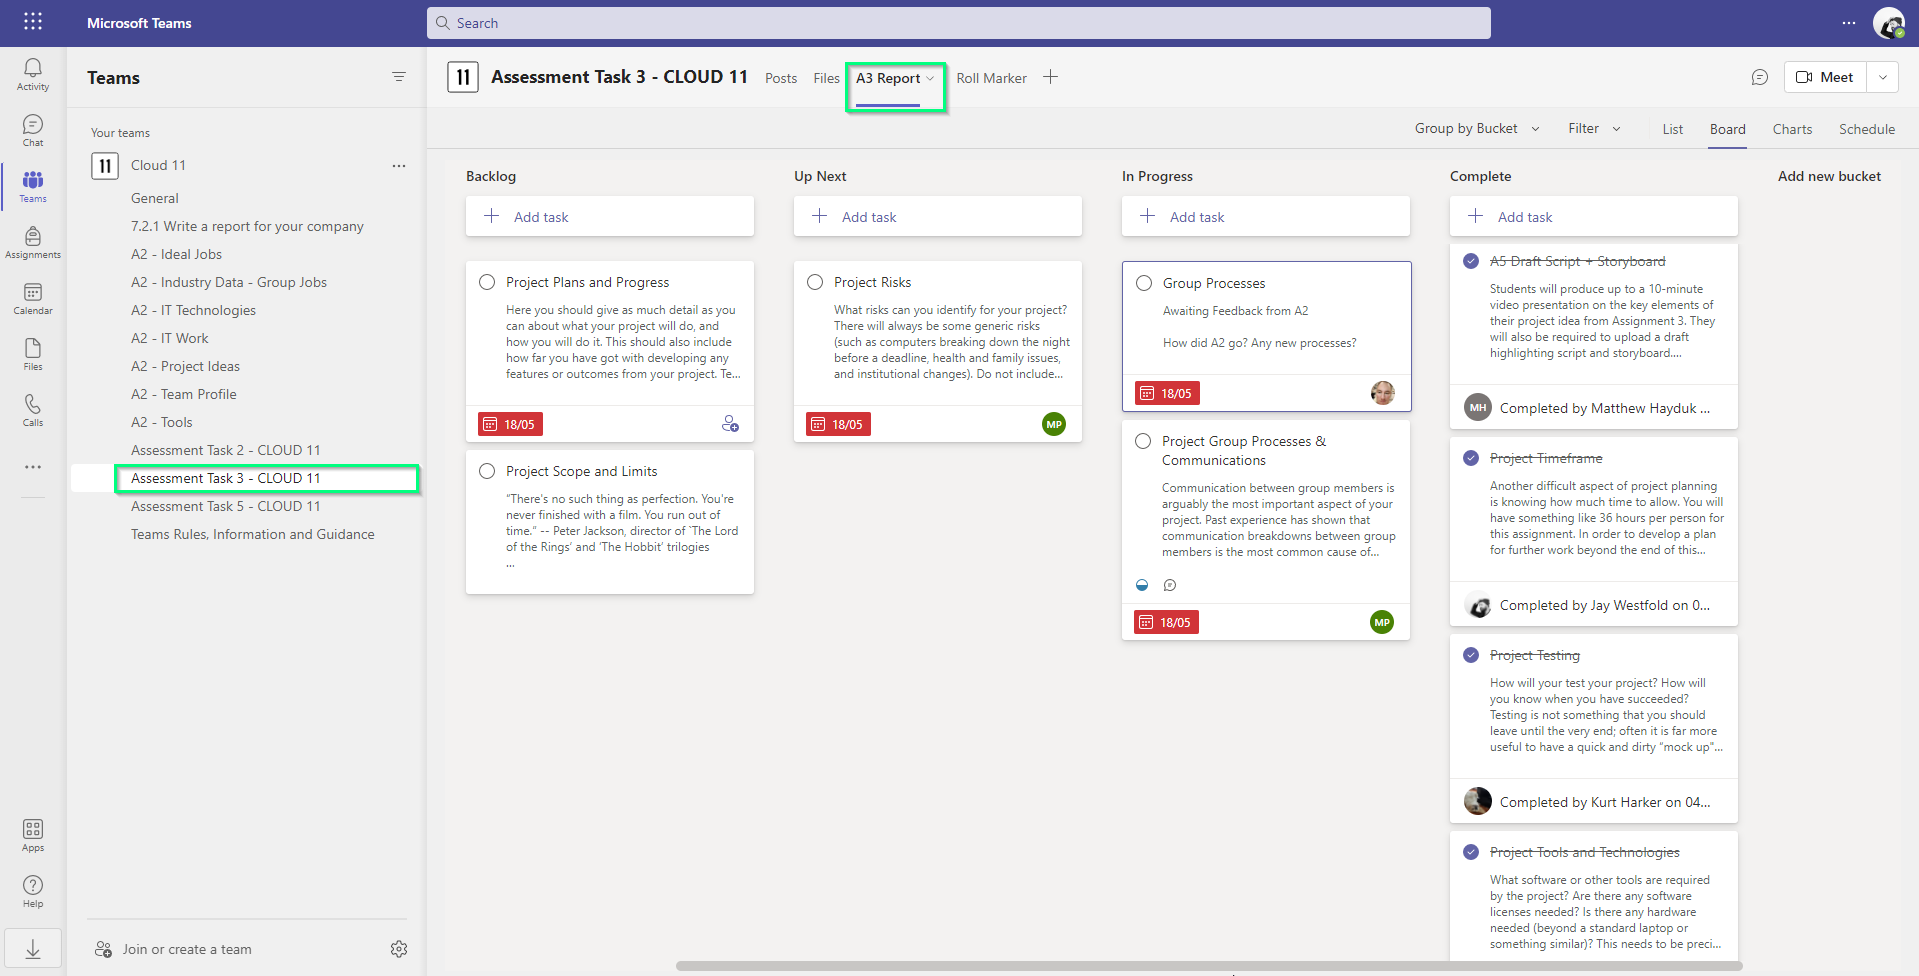 Microsoft Teams
Search
Activity
Chat
Teams
Assignments
Calendar
Files
Calls
Apps
Help
Teams
Your teams
11 Cloud 11
General
7.2.1 Write a report for your company
A2 - Ideal Jobs
A2 - Industry Data - Group Jobs
A2 - IT Technologies
A2 - IT Work
A2 - Project Ideas
A2 - Team Profile
A2 - Tools
Assessment Task 2 - CLOUD 11
Assessment Task 3 - CLOUD 11
Assessment Task 5 - CLOUD 11
Teams Rules, Information and Guidance
Join or create a team
11 Assessment Task 3 - CLOUD 11 Posts Files A3 Report Roll Marker
Meet
Group by Bucket Filter List Board Charts Schedule
Backlog
Add task
Project Plans and Progress
Here you should give as much detail as you
can about what your project will do, and
how you will do it. This should also include
how far you have got with developing any
features or outcomes from your project. Te...
18/05
Project Scope and Limits
“There's no such thing as perfection. You're
never finished with a film. You run out of
time.” -- Peter Jackson, director of `The Lord
of the Rings’ and ‘The Hobbit’ trilogies
...
Up Next
Add task
Project Risks
What risks can you identify for your project?
There will always be some generic risks
(such as computers breaking down the night
before a deadline, health and family issues,
and institutional changes). Do not include...
18/05
MP
In Progress
Add task
Group Processes
Awaiting Feedback from A2
How did A2 go? Any new processes?
18/05
Project Group Processes &
Communications
Communication between group members is
arguably the most important aspect of your
project. Past experience has shown that
communication breakdowns between group
members is the most common cause of...
18/05
MP
Complete
Add task
A5 Draft Script + Storyboard
Students will produce up to a 10-minute
video presentation on the key elements of
their project idea from Assignment 3. They
will also be required to upload a draft
highlighting script and storyboard....
MH Completed by Matthew Hayduk ...
Project Timeframe
Another difficult aspect of project planning
is knowing how much time to allow. You will
have something like 36 hours per person for
this assignment. In order to develop a plan
for further work beyond the end of this...
Completed by Jay Westfold on 0...
Project Testing
How will your test your project? How will
you know when you have succeeded?
Testing is not something that you should
leave until the very end; often it is far more
useful to have a quick and dirty “mock up”...
Completed by Kurt Harker on 04...
Project Tools and Technologies
What software or other tools are required
by the project? Are there any software
licenses needed? Is there any hardware
needed (beyond a standard laptop or
something similar)? This needs to be preci...
Add new bucket